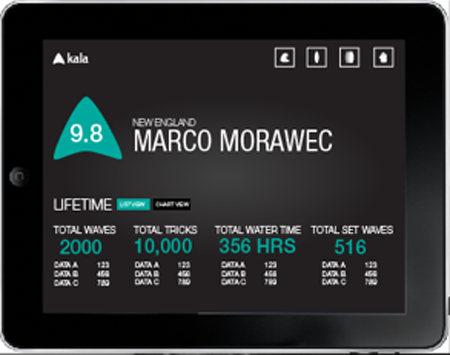 kala
9.8
NEW ENGLAND
MARCO MORAWEC
LIFETIME LIST VIEW CHART VIEW
TOTAL WAVES TOTAL TRICKS TOTAL WATER TIME TOTAL SET WAVES
2000 10,000 356 HRS 516
DATA A 123 DATA A 123 DATA A 123 DATA A 123
DATA B 456 DATA B 456 DATA B 456 DATA B 456
DATA C 789 DATA C 789 DATA C 789 DATA C 789